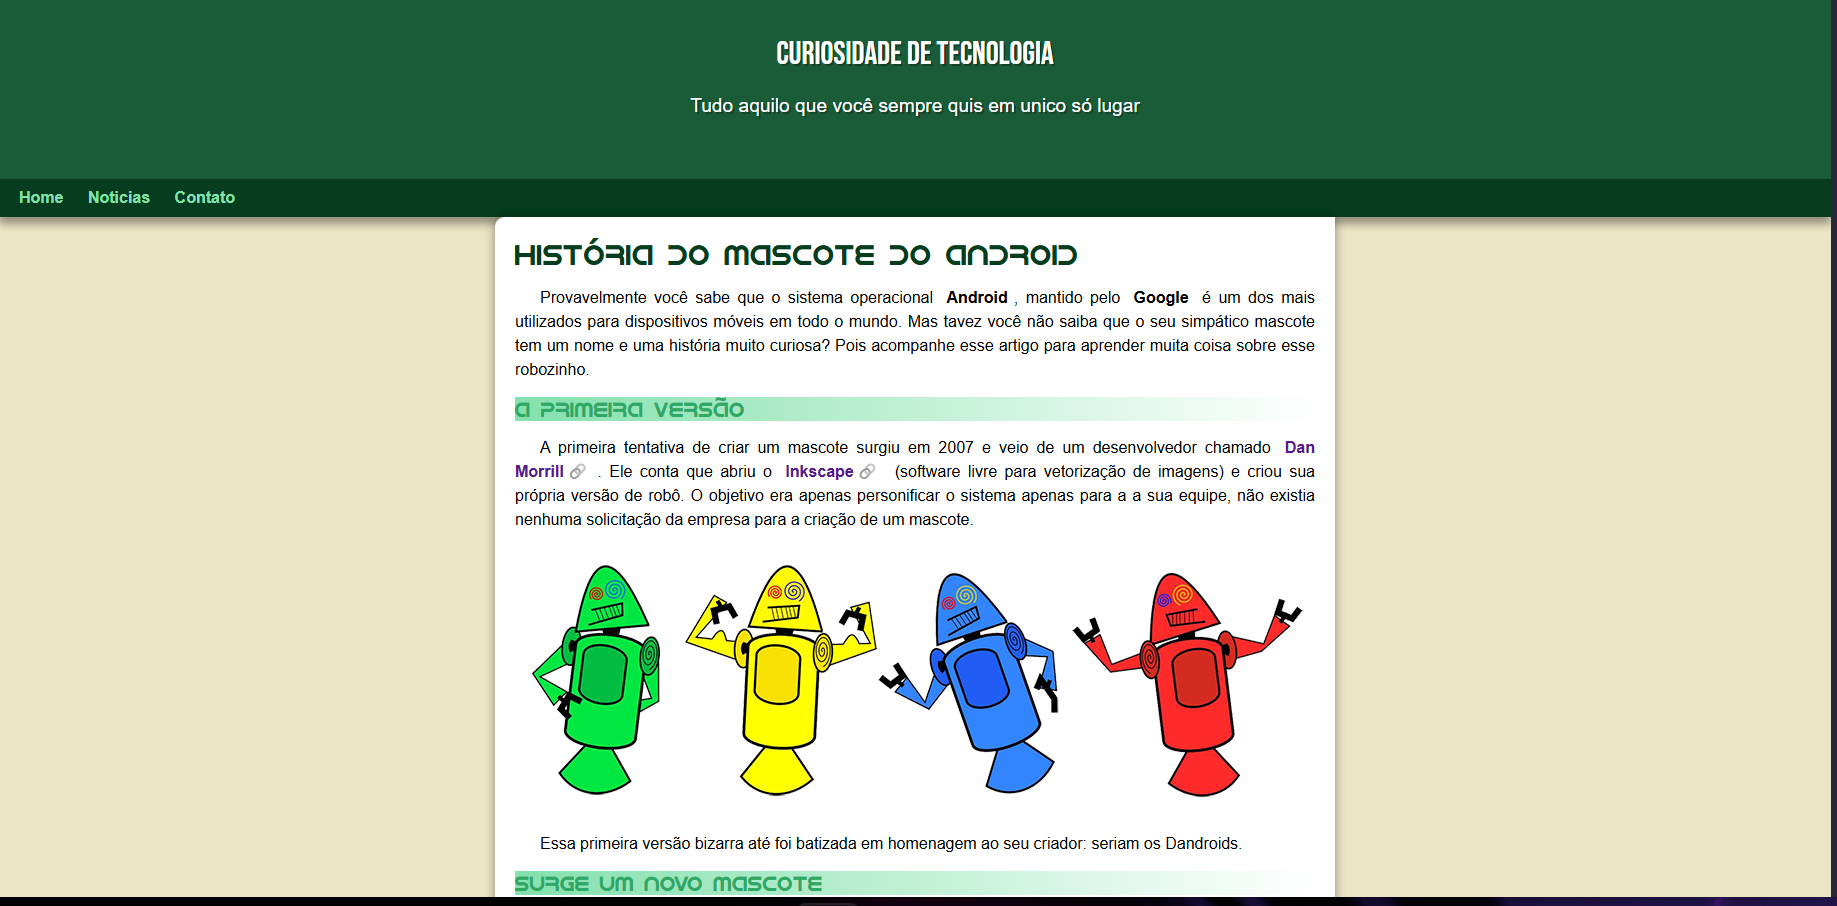 CURIOSIDADE DE TECNOLOGIA
Tudo aquilo que você sempre quis em unico só lugar
Home Noticias Contato
HISTÓRIA DO MASCOTE DO ANDROID
Provavelmente você sabe que o sistema operacional Android , mantido pelo Google é um dos mais
utilizados para dispositivos móveis em todo o mundo. Mas tavez você não saiba que o seu simpático mascote
tem um nome e uma história muito curiosa? Pois acompanhe esse artigo para aprender muita coisa sobre esse
robozinho.
A PRIMEIRA VERSÃO
A primeira tentativa de criar um mascote surgiu em 2007 e veio de um desenvolvedor chamado Dan
Morrill . Ele conta que abriu o Inkscape (software livre para vetorização de imagens) e criou sua
própria versão de robô. O objetivo era apenas personificar o sistema apenas para a a sua equipe, não existia
nenhuma solicitação da empresa para a criação de um mascote.
Essa primeira versão bizarra até foi batizada em homenagem ao seu criador: seriam os Dandroids.
SURGE UM NOVO MASCOTE